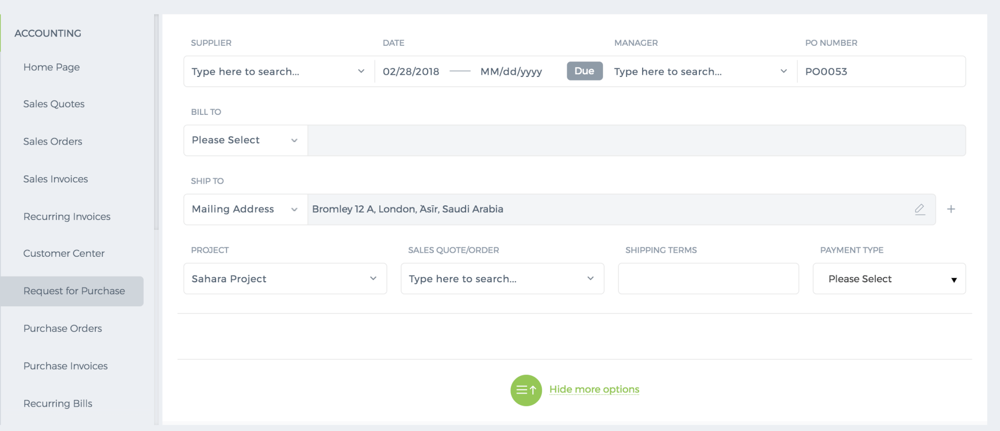 ACCOUNTING
Home Page
Sales Quotes
Sales Orders
Sales Invoices
Recurring Invoices
Customer Center
Request for Purchase
Purchase Orders
Purchase Invoices
Recurring Bills
SUPPLIER DATE MANAGER PO NUMBER
Type here to search... 02/28/2018 MM/dd/yyyy Due Type here to search... PO0053
BILL TO
Please Select
SHIP TO
Mailing Address Bromley 12 A, London, ‘Asīr, Saudi Arabia
PROJECT SALES QUOTE/ORDER SHIPPING TERMS PAYMENT TYPE
Sahara Project Type here to search... Please Select
Hide more options